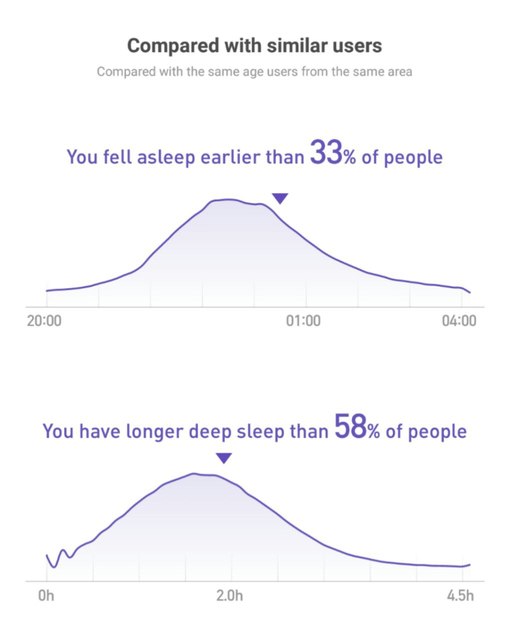 Compared with similar users
Compared with the same age users from the same area
You fell asleep earlier than 33% of people
20:00 01:00 04:00
You have longer deep sleep than 58% of people
0h 2.0h 4.5h